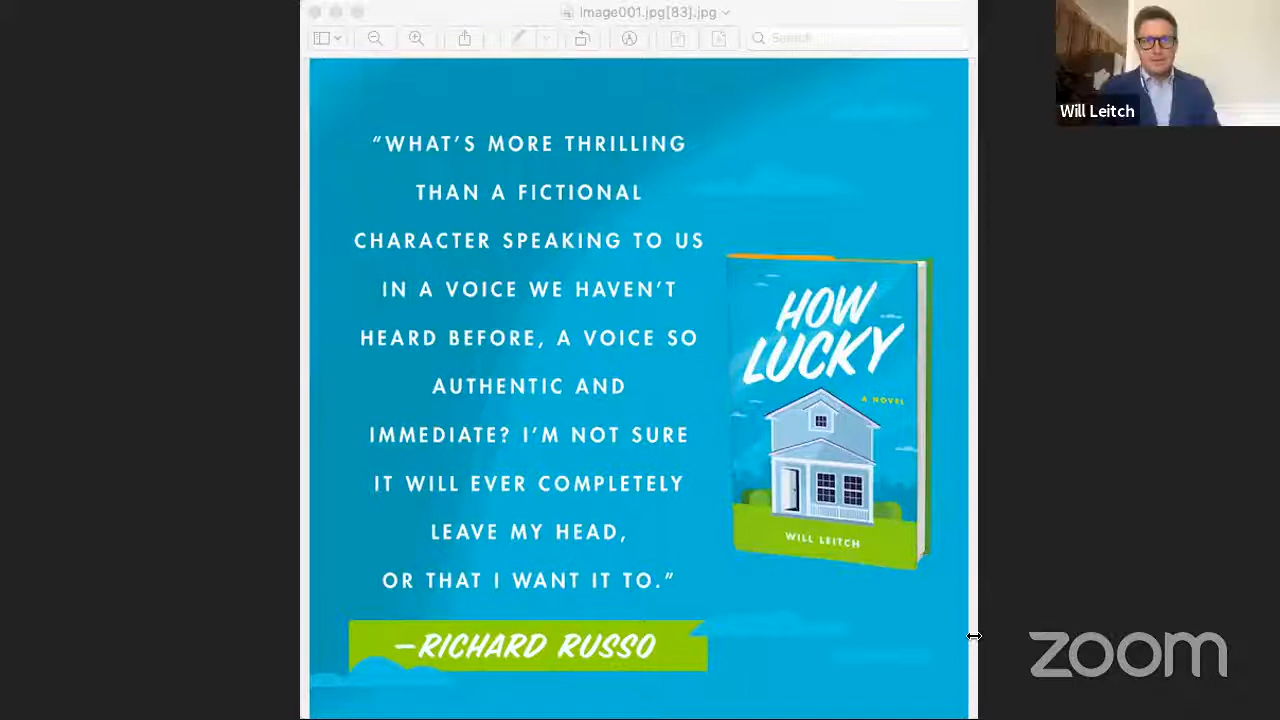 Image001.jpg[83].jpg
Search
Will Leitch
“WHAT’S MORE THRILLING
THAN A FICTIONAL
CHARACTER SPEAKING TO US
IN A VOICE WE HAVEN’T
HEARD BEFORE, A VOICE SO
AUTHENTIC AND
IMMEDIATE? I’M NOT SURE
IT WILL EVER COMPLETELY
LEAVE MY HEAD,
OR THAT I WANT IT TO.”
—RICHARD RUSSO
HOW
LUCKY
A NOVEL
WILL LEITCH
zoom